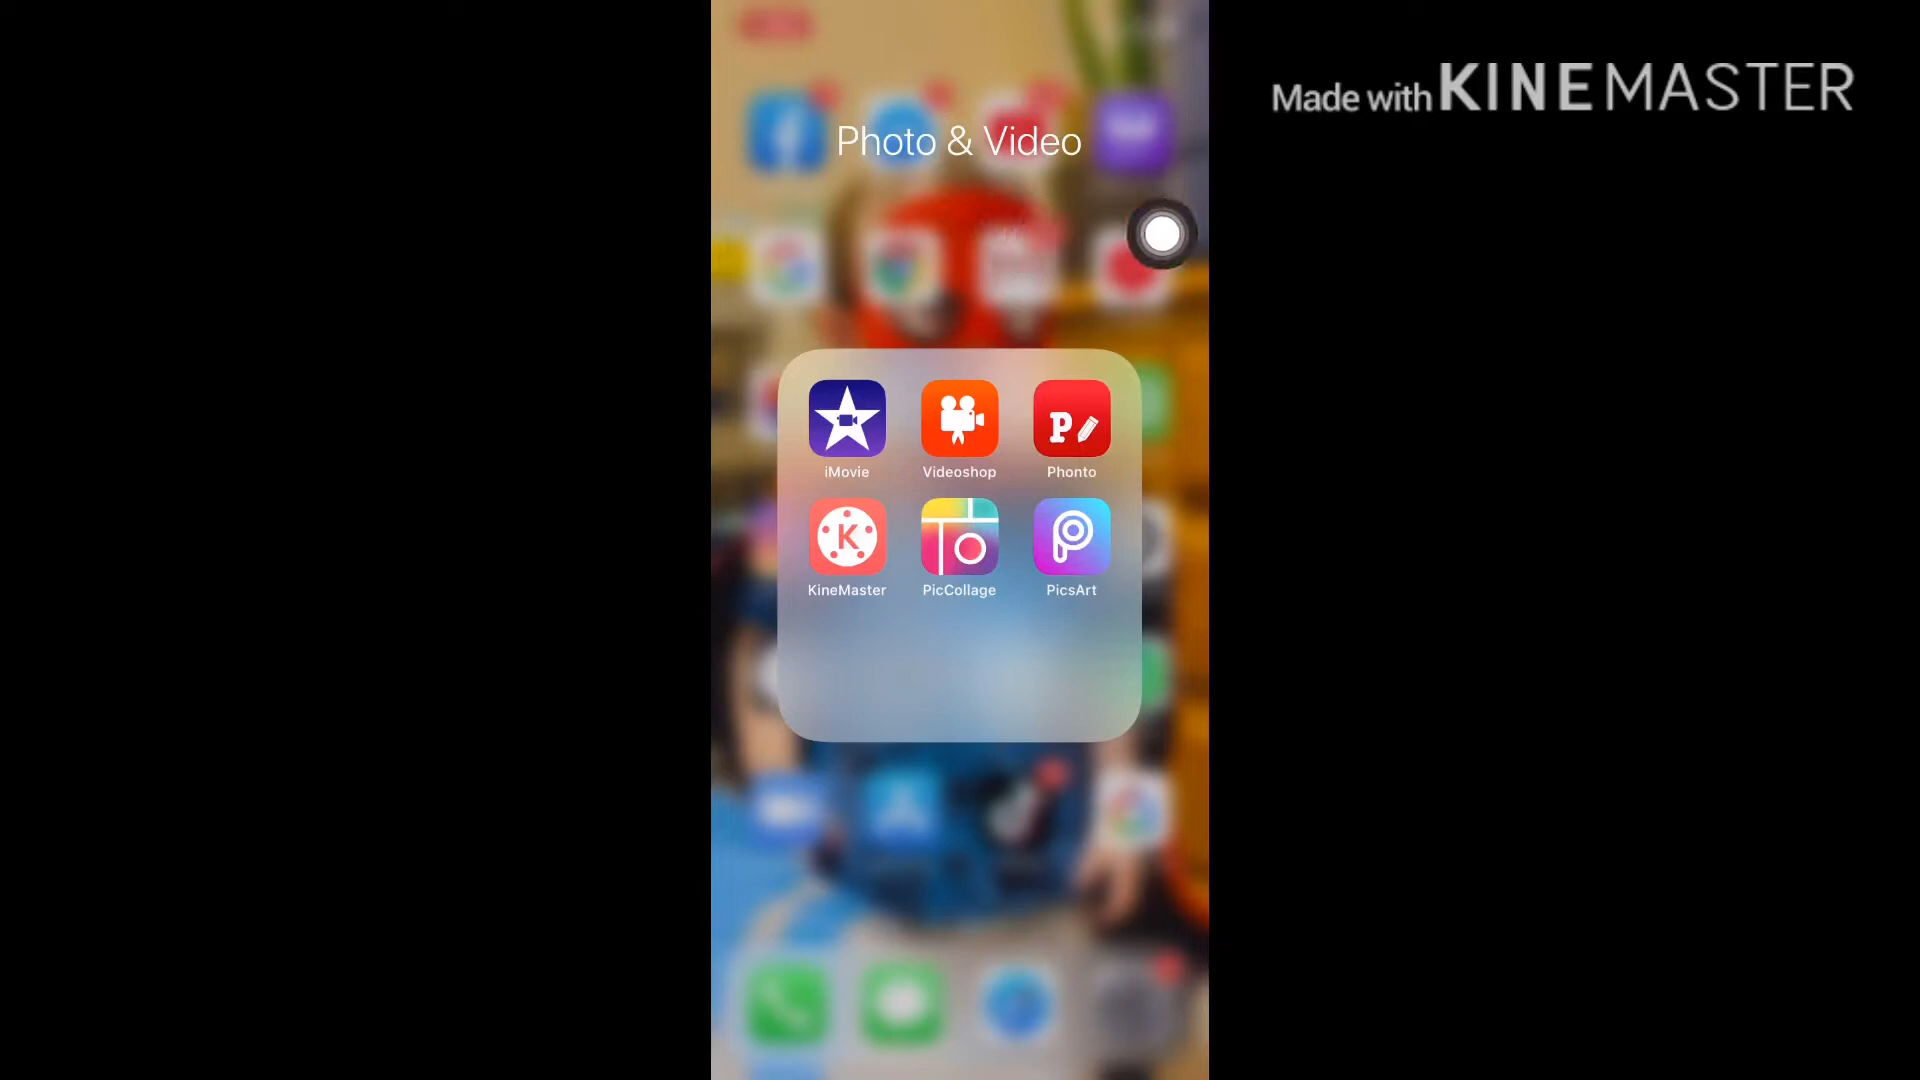 Made with KINEMASTER
Photo & Video
P
iMovie
Videoshop
Phonto
K
KineMaster
PicCollage
PicsArt